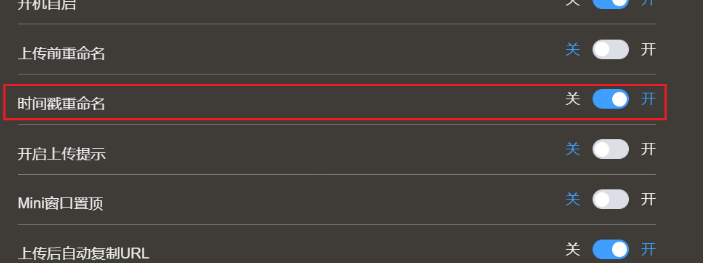 开机自启 关 开
上传前重命名 关 开
时间戳重命名 关 开
开启上传提示 关 开
Mini窗口置顶 关 开
上传后自动复制URL 关 开